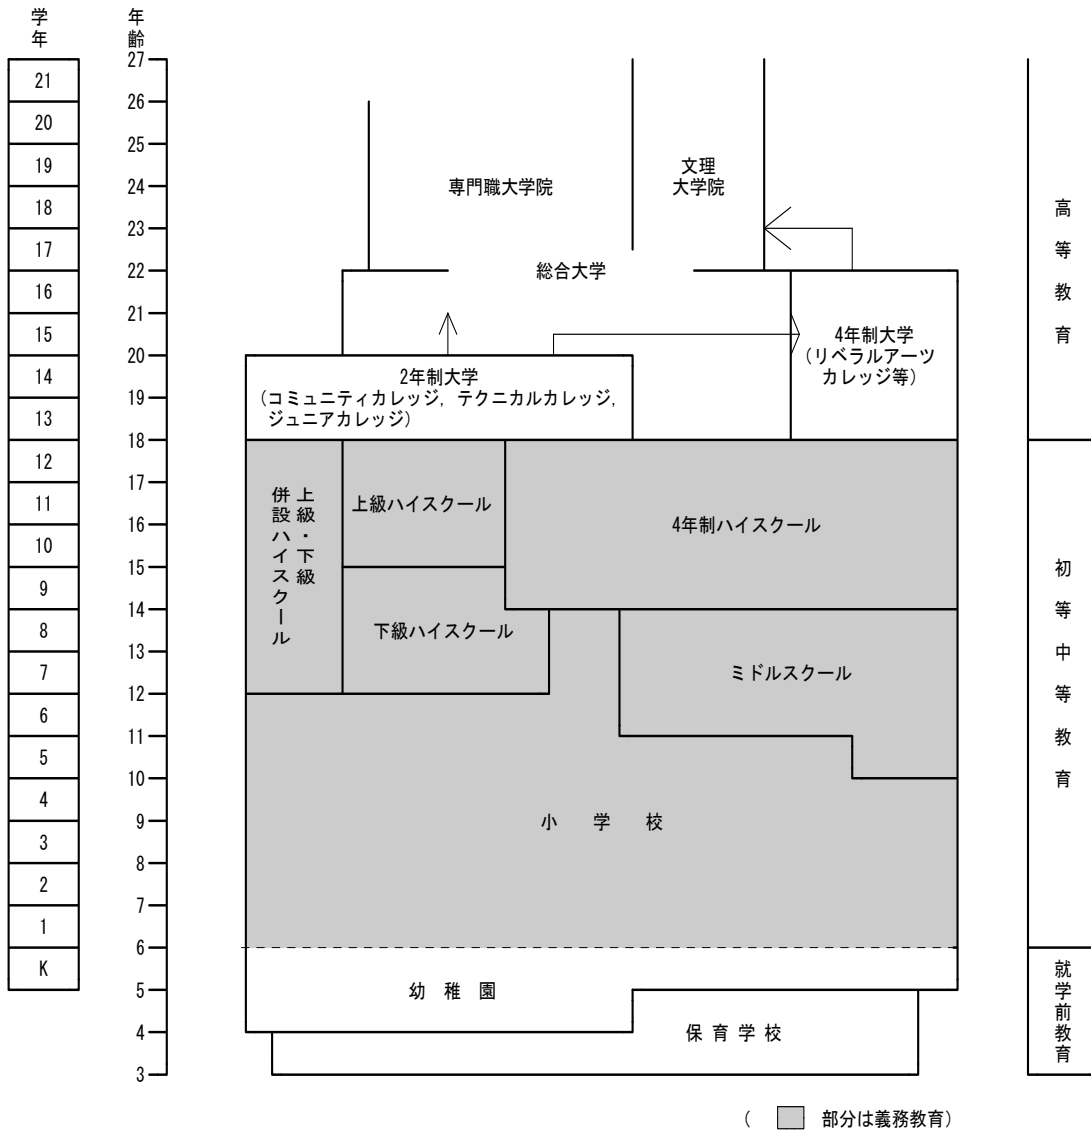 学年
年齢
27
21
26
20
25
19
24
18
23
17
22
16
21
15
20
14
19
13
18
12
17
11
16
10
15
9
14
8
13
7
12
6
11
5
10
4
9
3
8
2
7
1
6
K
5
4
3
専門職大学院
文理
大学院
総合大学
4年制大学
(リベラルアーツ
カレッジ等)
2年制大学
(コミュニティカレッジ, テクニカルカレッジ,
ジュニアカレッジ)
上級・下級
併設ハイスクール
上級ハイスクール
4年制ハイスクール
下級ハイスクール
ミドルスクール
小学校
幼稚園
保育学校
高等教育
初等中等教育
就学前教育
( 部分は義務教育)